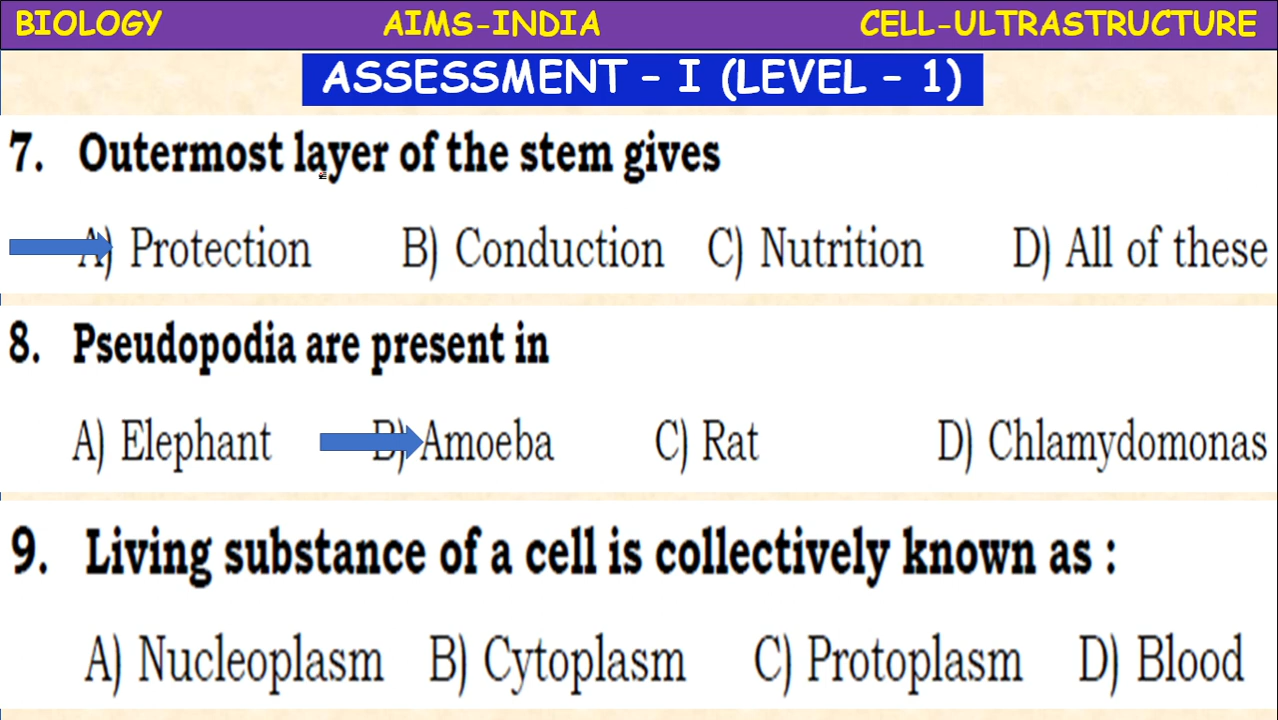 BIOLOGY AIMS-INDIA CELL-ULTRASTRUCTURE
ASSESSMENT - I (LEVEL - 1)
7. Outermost layer of the stem gives
A) Protection B) Conduction C) Nutrition D) All of these
8. Pseudopodia are present in
A) Elephant B) Amoeba C) Rat D) Chlamydomonas
9. Living substance of a cell is collectively known as :
A) Nucleoplasm B) Cytoplasm C) Protoplasm D) Blood